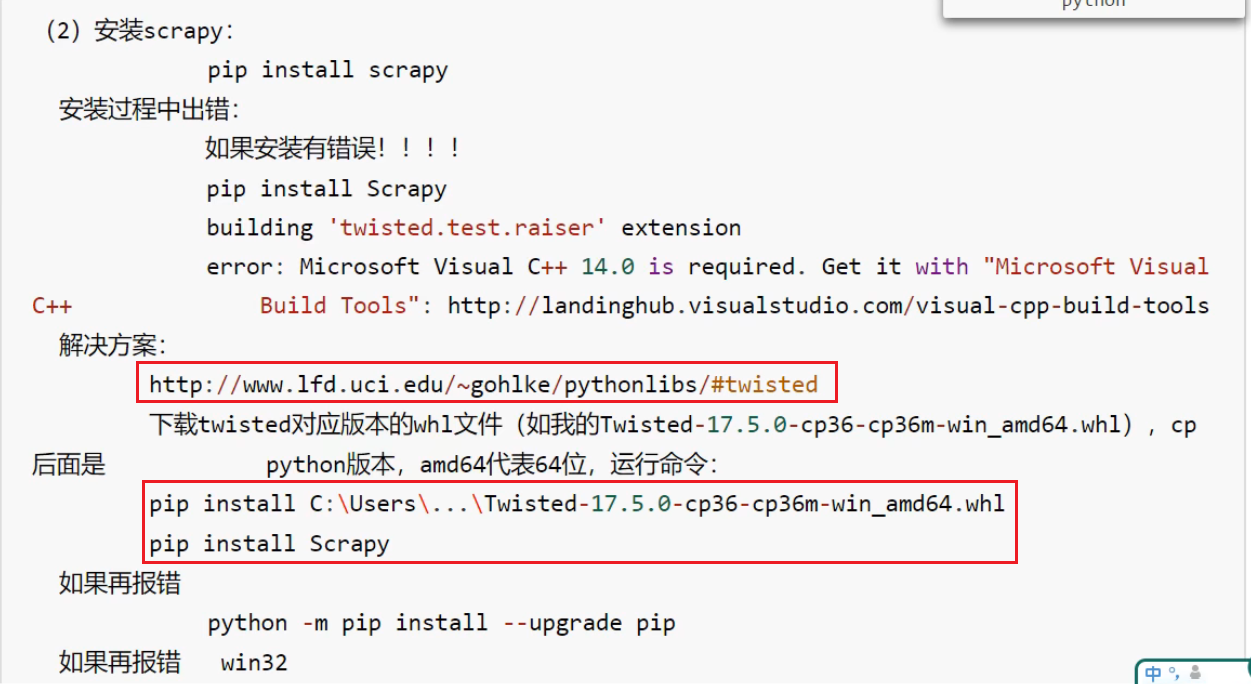 python
（2）安装scrapy：
pip install scrapy
安装过程中出错：
如果安装有错误！！！！
pip install Scrapy
building 'twisted.test.raiser' extension
error: Microsoft Visual C++ 14.0 is required. Get it with "Microsoft Visual
C++ Build Tools": http://landinghub.visualstudio.com/visual-cpp-build-tools
解决方案：
http://www.lfd.uci.edu/~gohlke/pythonlibs/#twisted
下载twisted对应版本的whl文件（如我的Twisted-17.5.0-cp36-cp36m-win_amd64.whl），cp
后面是 python版本，amd64代表64位，运行命令：
pip install C:\Users\...\Twisted-17.5.0-cp36-cp36m-win_amd64.whl
pip install Scrapy
如果再报错
python -m pip install --upgrade pip
如果再报错 win32
中